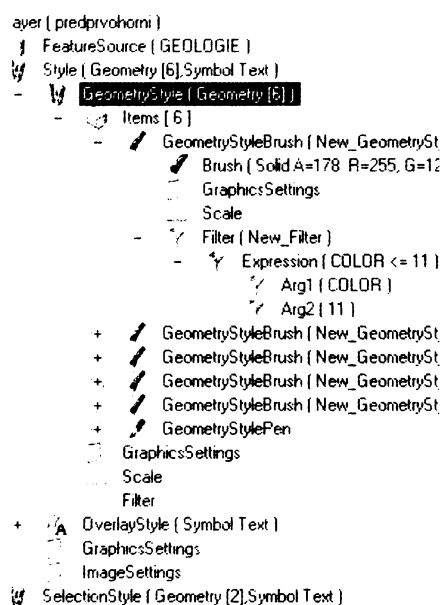 ayer ( predprvohorni )
FeatureSource ( GEOLOGIE )
Style ( Geometry [6],Symbol Text )
- GeometryStyle ( Geometry [6] )
- Items [ 6 ]
- GeometryStyleBrush ( New_GeometrySt
Brush ( Solid A=178 R=255, G=12
GraphicsSettings
Scale
- Filter ( New_Filter )
- Expression ( COLOR <= 11 )
Arg1 ( COLOR )
Arg2 ( 11 )
+ GeometryStyleBrush ( New_GeometrySt
+ GeometryStyleBrush ( New_GeometrySt
+ GeometryStyleBrush ( New_GeometrySt
+ GeometryStyleBrush ( New_GeometrySt
+ GeometryStylePen
GraphicsSettings
Scale
Filter
+ OverlayStyle ( Symbol Text )
GraphicsSettings
ImageSettings
SelectionStyle ( Geometry [2],Symbol Text )